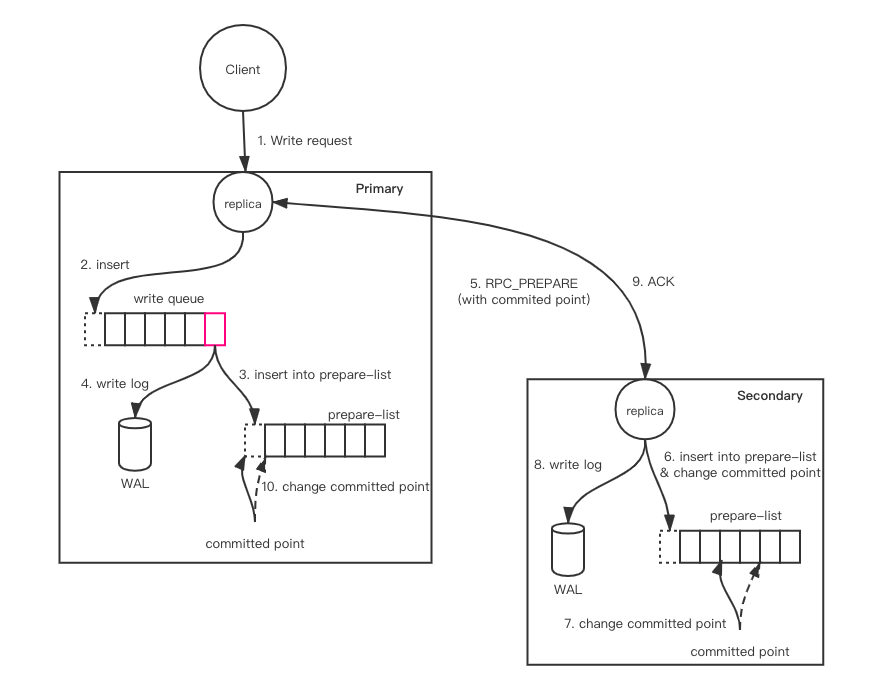 Client
1. Write request
Primary
replica
2. insert
write queue
5. RPC_PREPARE
(with commited point)
9. ACK
4. write log
3. insert into prepare-list
prepare-list
WAL
10. change committed point
committed point
Secondary
replica
8. write log
6. insert into prepare-list
& change committed point
prepare-list
WAL
7. change committed point
committed point